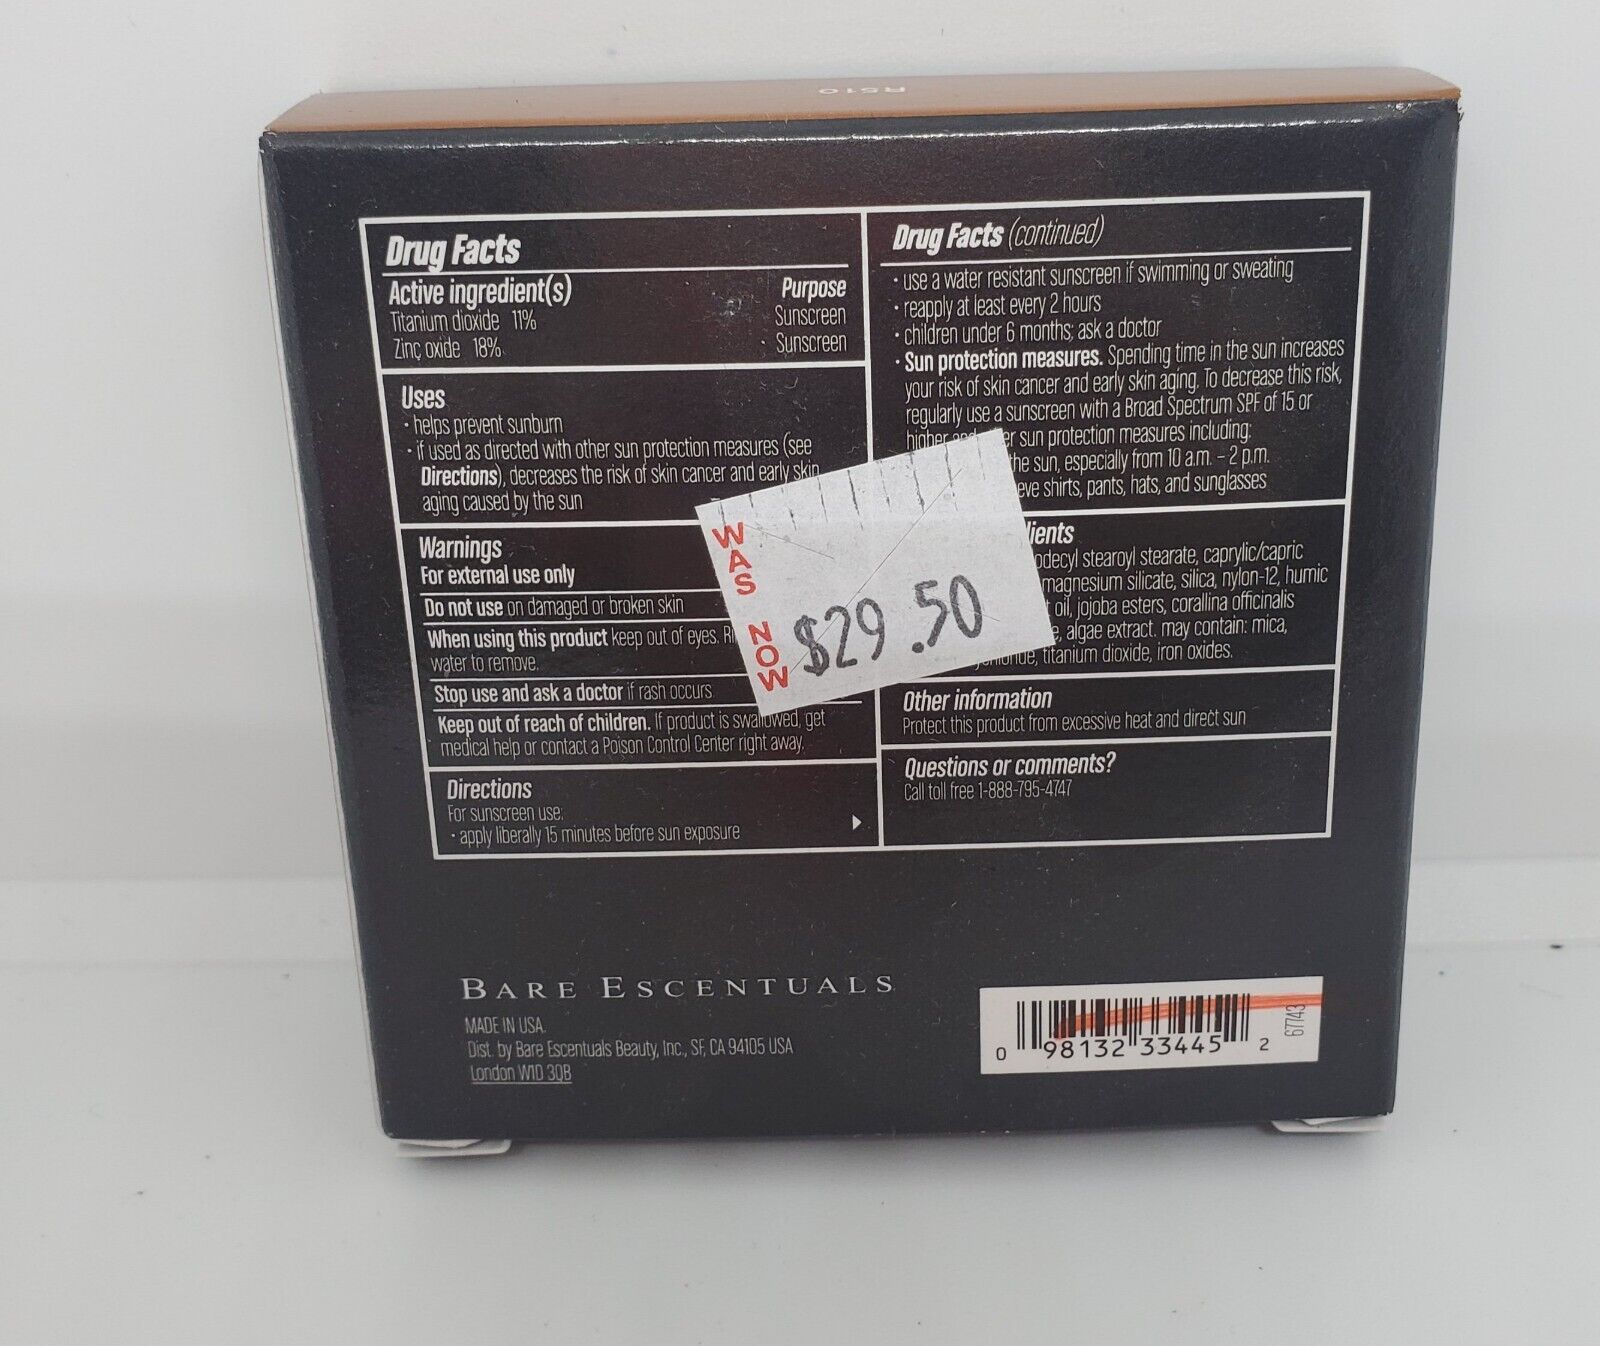 R510
Drug Facts
Active ingredient(s) Purpose
Titanium dioxide 11% Sunscreen
Zinc oxide 18% Sunscreen
Uses
· helps prevent sunburn
· if used as directed with other sun protection measures (see
Directions), decreases the risk of skin cancer and early skin
aging caused by the sun
Warnings
For external use only
Do not use on damaged or broken skin
When using this product keep out of eyes.
water to remove.
Stop use and ask a doctor if rash occurs
Keep out of reach of children. If product is swallowed, get
medical help or contact a Poison Control Center right away.
Directions
For sunscreen use:
· apply liberally 15 minutes before sun exposure
Drug Facts (continued)
· use a water resistant sunscreen if swimming or sweating
· reapply at least every 2 hours
· children under 6 months: ask a doctor
· Sun protection measures. Spending time in the sun increases
your risk of skin cancer and early skin aging. To decrease this risk,
regularly use a sunscreen with a Broad Spectrum SPF of 15 or
higher sun protection measures including:
the sun, especially from 10 a.m. – 2 p.m.
shirts, pants, hats, and sunglasses
stearoyl stearate, caprylic/capric
magnesium silicate, silica, nylon-12, humic
oil, jojoba esters, corallina officinalis
algae extract. may contain: mica,
titanium dioxide, iron oxides.
Other information
Protect this product from excessive heat and direct sun
Questions or comments?
Call toll free 1-888-795-4747
WAS
NOW
$29.50
BARE ESCENTUALS
MADE IN USA.
Dist. by Bare Escentuals Beauty, Inc., SF, CA 94105 USA
London W1D 3QB
0 98132 33445 2
67743